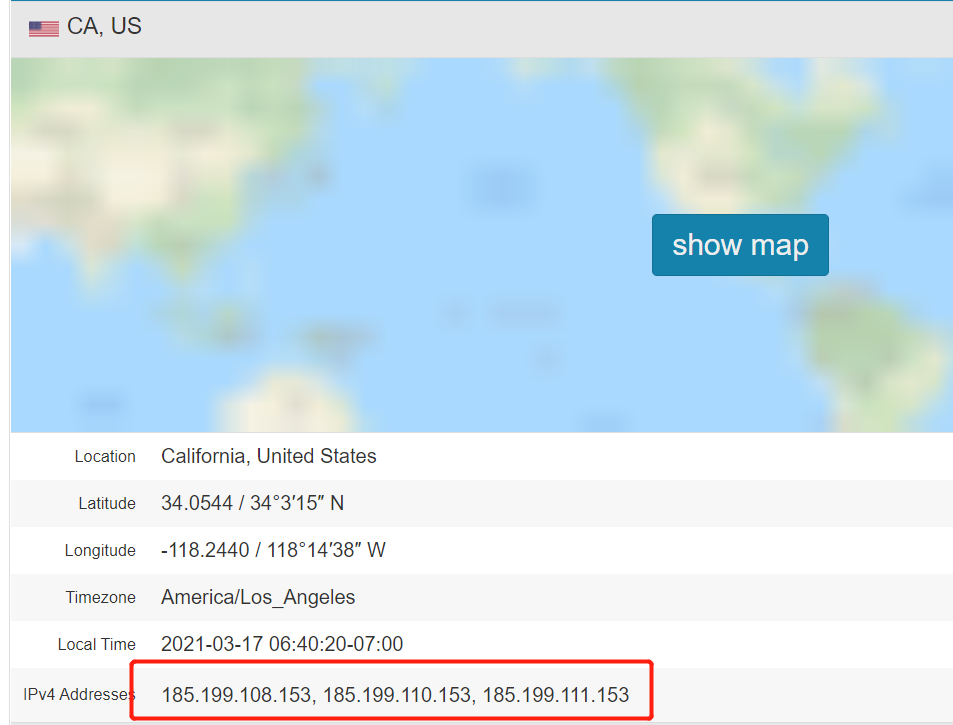 CA, US
show map
Location California, United States
Latitude 34.0544 / 34°3′15″ N
Longitude -118.2440 / 118°14′38″ W
Timezone America/Los_Angeles
Local Time 2021-03-17 06:40:20-07:00
IPv4 Addresses 185.199.108.153, 185.199.110.153, 185.199.111.153